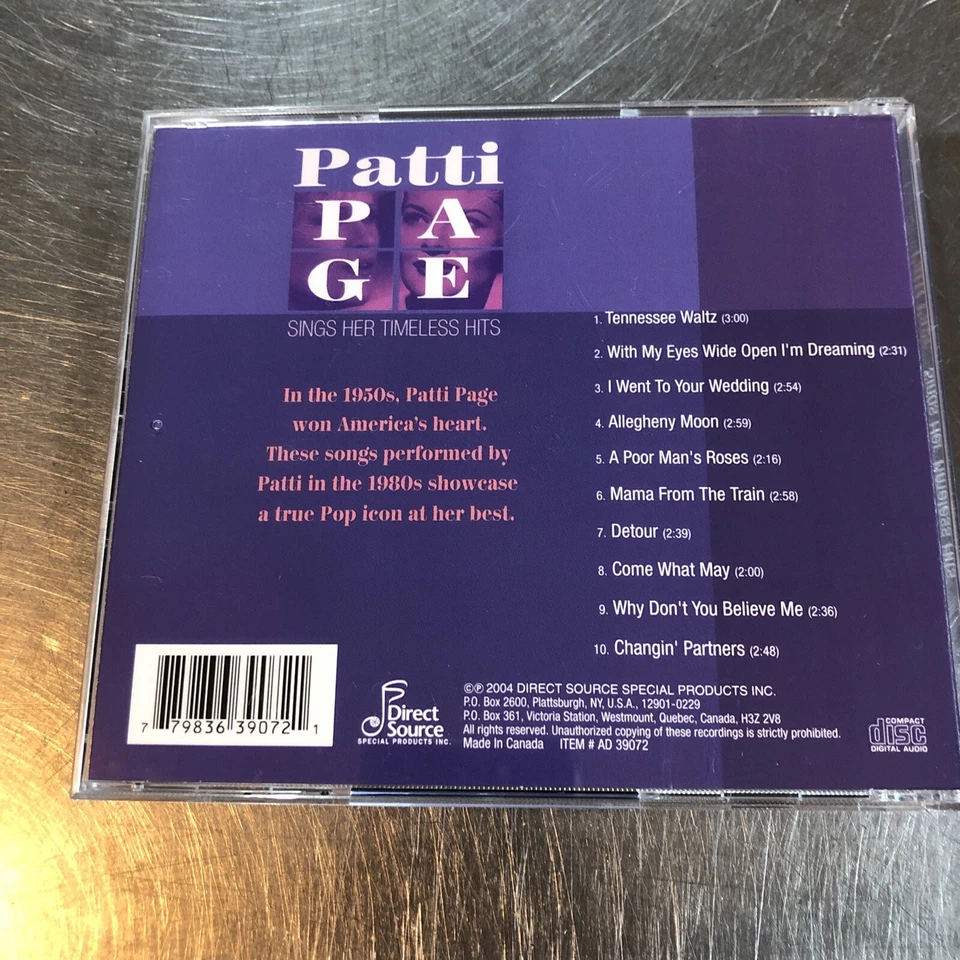 Patti
P A
G E
SINGS HER TIMELESS HITS
In the 1950s, Patti Page
won America's heart.
These songs performed by
Patti in the 1980s showcase
a true Pop icon at her best.
1. Tennessee Waltz (3:00)
2. With My Eyes Wide Open I'm Dreaming (2:31)
3. I Went To Your Wedding (2:54)
4. Allegheny Moon (2:59)
5. A Poor Man's Roses (2:16)
6. Mama From The Train (2:58)
7. Detour (2:39)
8. Come What May (2:00)
9. Why Don't You Believe Me (2:36)
10. Changin' Partners (2:48)
7 79836 39072 1
Direct
Source
SPECIAL PRODUCTS INC.
©℗ 2004 DIRECT SOURCE SPECIAL PRODUCTS INC.
P.O. Box 2600, Plattsburgh, NY, U.S.A., 12901-0229
P.O. Box 361, Victoria Station, Westmount, Quebec, Canada, H3Z 2V8
All rights reserved. Unauthorized copying of these recordings is strictly prohibited.
Made in Canada ITEM # AD 39072
COMPACT
disc
DIGITAL AUDIO